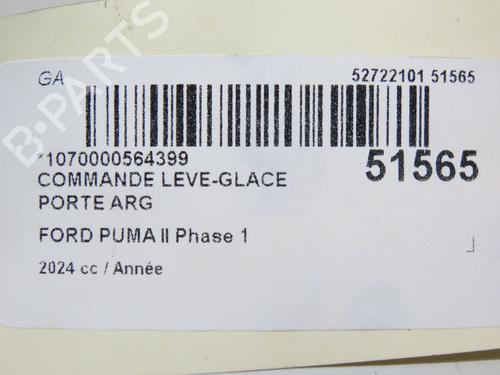 GA
52722101 51565
*1070000564399
51565
COMMANDE LEVE-GLACE
PORTE ARG
FORD PUMA II Phase 1
2024 cc / Année
B-PARTS